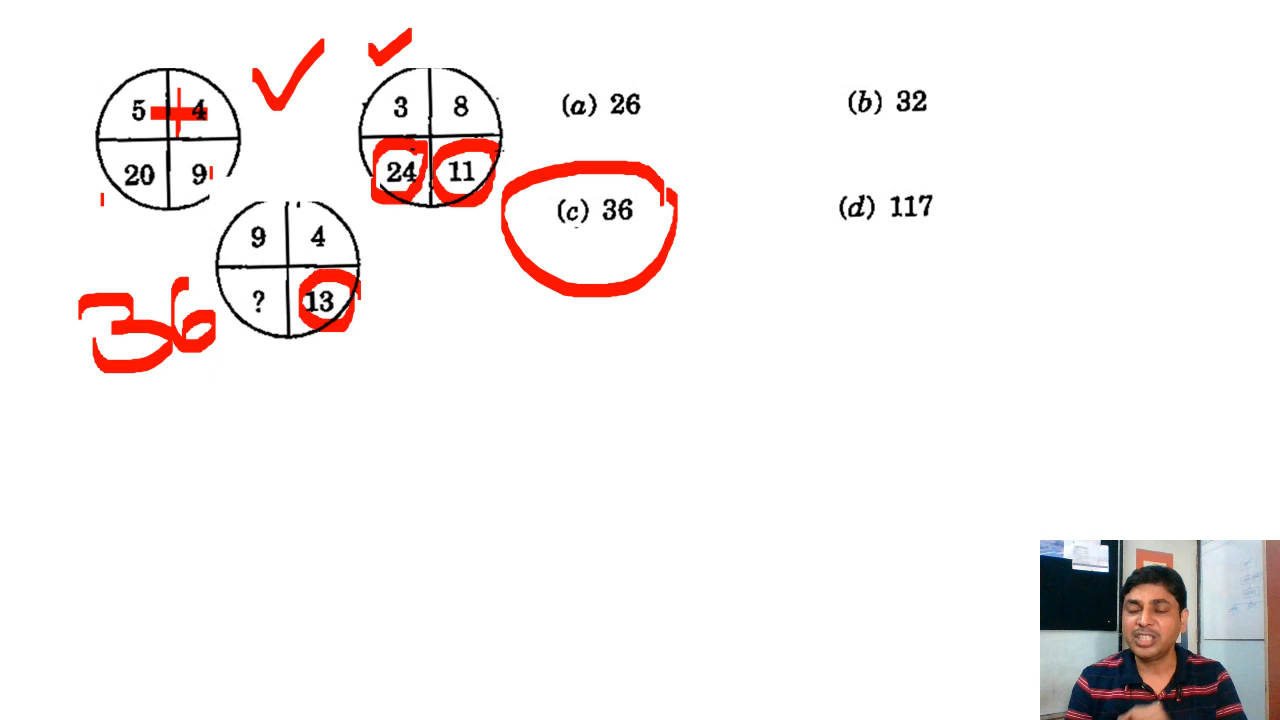 5 4
20 9
3 8
24 11
9 4
? 13
36
(a) 26
(b) 32
(c) 36
(d) 117